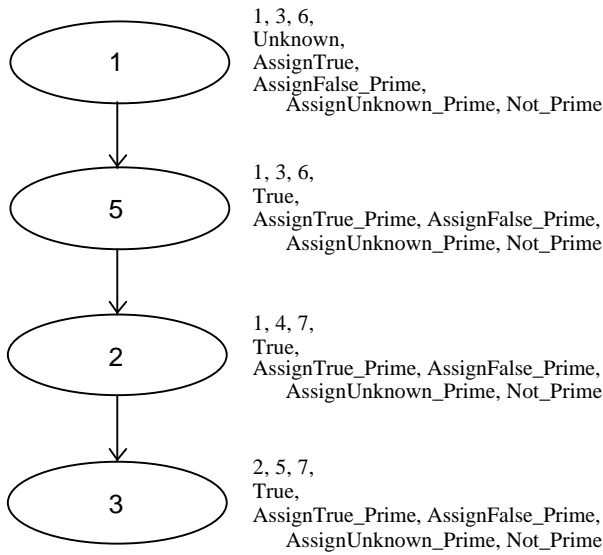 1
1, 3, 6,
Unknown,
AssignTrue,
AssignFalse_Prime,
AssignUnknown_Prime, Not_Prime
5
1, 3, 6,
True,
AssignTrue_Prime, AssignFalse_Prime,
AssignUnknown_Prime, Not_Prime
2
1, 4, 7,
True,
AssignTrue_Prime, AssignFalse_Prime,
AssignUnknown_Prime, Not_Prime
3
2, 5, 7,
True,
AssignTrue_Prime, AssignFalse_Prime,
AssignUnknown_Prime, Not_Prime